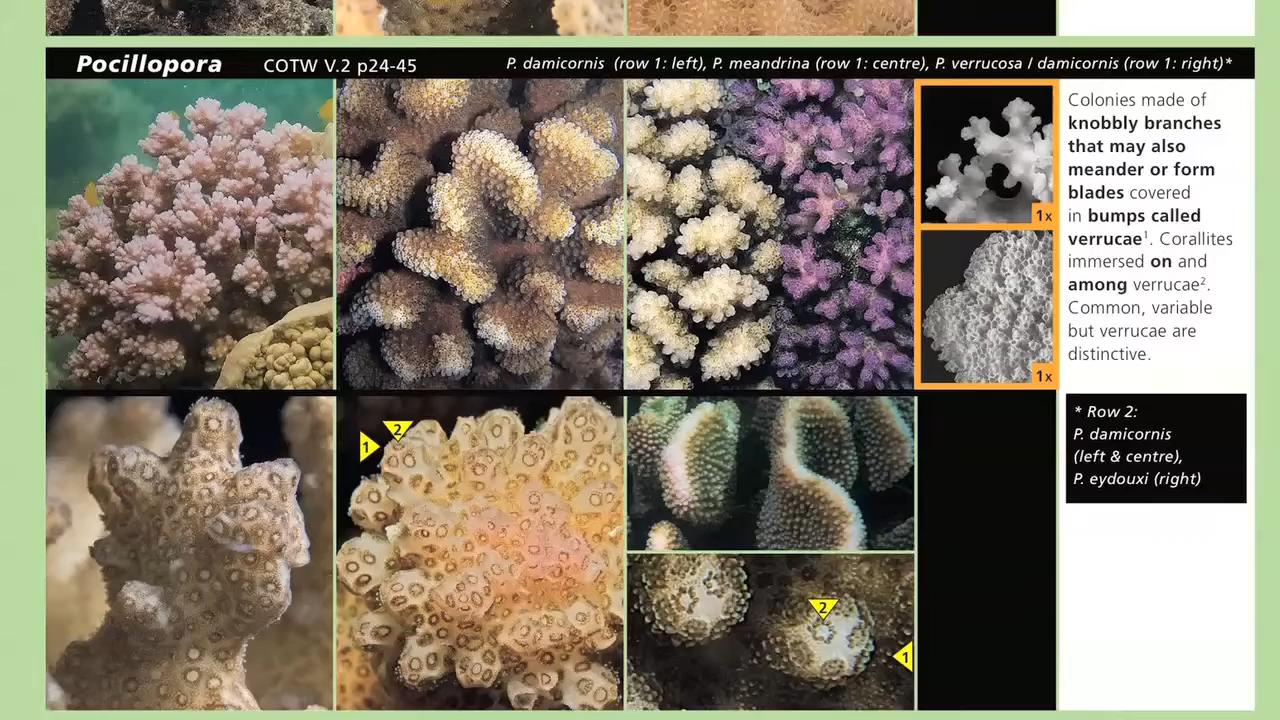 Pocillopora COTW V.2 p24-45 P. damicornis (row 1: left), P. meandrina (row 1: centre), P. verrucosa / damicornis (row 1: right)*
1x
1x
Colonies made of
knobbly branches
that may also
meander or form
blades covered
in bumps called
verrucae¹. Corallites
immersed on and
among verrucae².
Common, variable
but verrucae are
distinctive.
* Row 2:
P. damicornis
(left & centre),
P. eydouxi (right)
1
2
2
1